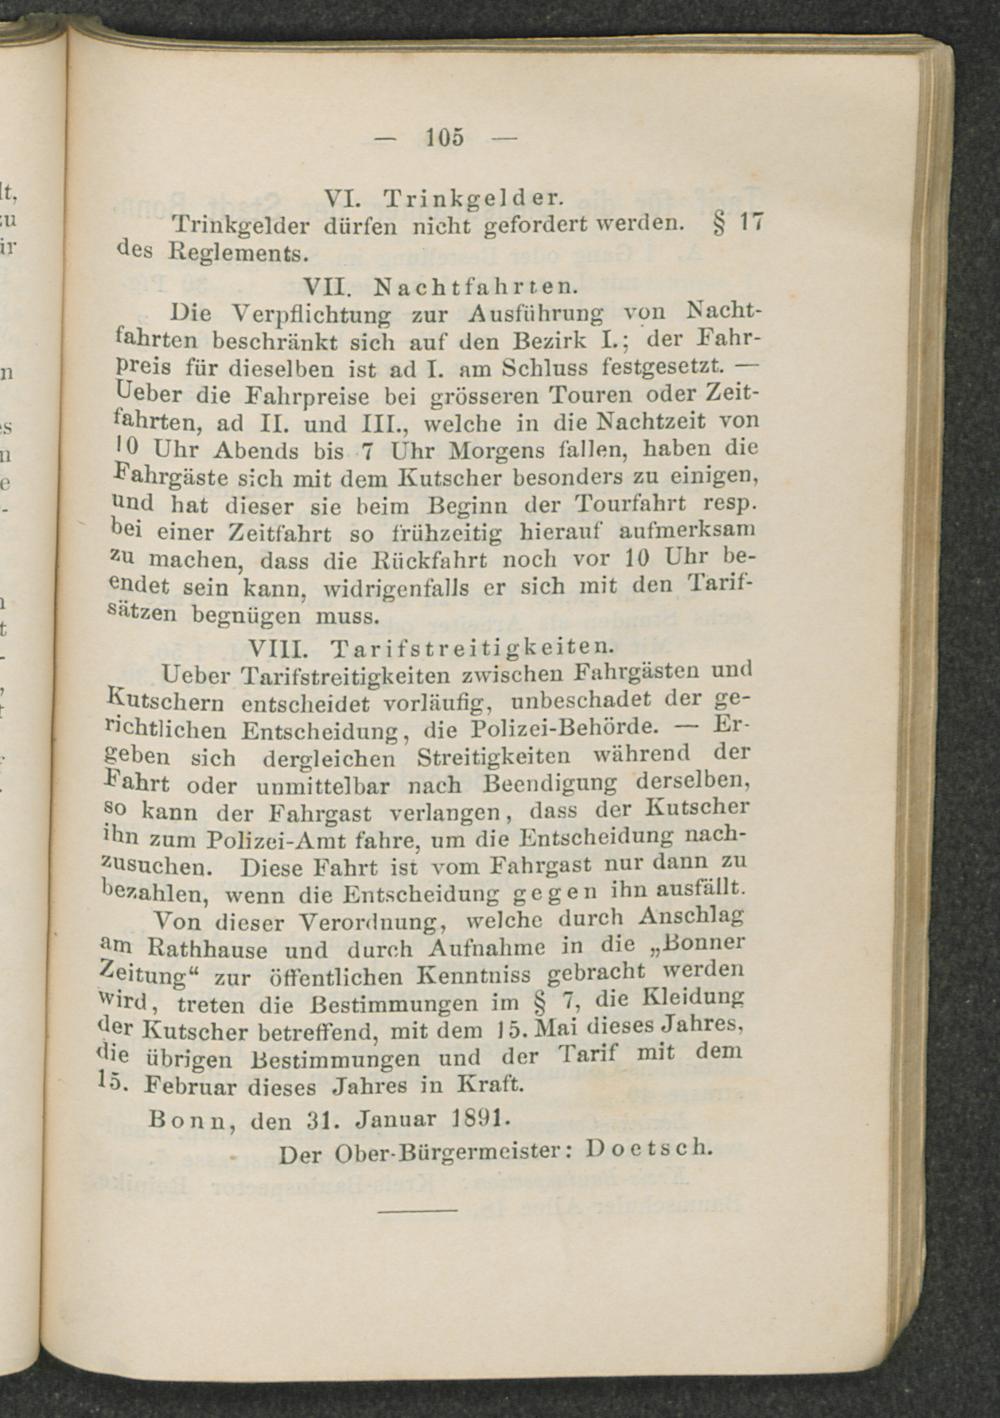 — 105 —
VI. Trinkgelder.
Trinkgelder dürfen nicht gefordert werden. § 17
des Reglements.
VII. Nachtfahrten.
Die Verpflichtung zur Ausführung von Nacht-
fahrten beschränkt sich auf den Bezirk I.; der Fahr-
preis für dieselben ist ad I. am Schluss festgesetzt. —
Ueber die Fahrpreise bei grösseren Touren oder Zeit-
fahrten, ad II. und III., welche in die Nachtzeit von
10 Uhr Abends bis 7 Uhr Morgens fallen, haben die
Fahrgäste sich mit dem Kutscher besonders zu einigen,
und hat dieser sie beim Beginn der Tourfahrt resp.
bei einer Zeitfahrt so frühzeitig hierauf aufmerksam
zu machen, dass die Rückfahrt noch vor 10 Uhr be-
endet sein kann, widrigenfalls er sich mit den Tarif-
sätzen begnügen muss.
VIII. Tarifstreitigkeiten.
Ueber Tarifstreitigkeiten zwischen Fahrgästen und
Kutschern entscheidet vorläufig, unbeschadet der ge-
richtlichen Entscheidung, die Polizei-Behörde. — Er-
geben sich dergleichen Streitigkeiten während der
Fahrt oder unmittelbar nach Beendigung derselben,
so kann der Fahrgast verlangen, dass der Kutscher
ihn zum Polizei-Amt fahre, um die Entscheidung nach-
zusuchen. Diese Fahrt ist vom Fahrgast nur dann zu
bezahlen, wenn die Entscheidung gegen ihn ausfällt.
Von dieser Verordnung, welche durch Anschlag
am Rathhause und durch Aufnahme in die „Bonner
Zeitung“ zur öffentlichen Kenntniss gebracht werden
wird, treten die Bestimmungen im § 7, die Kleidung
der Kutscher betreffend, mit dem 15. Mai dieses Jahres,
die übrigen Bestimmungen und der Tarif mit dem
15. Februar dieses Jahres in Kraft.
Bonn, den 31. Januar 1891.
Der Ober-Bürgermeister: Doetsch.